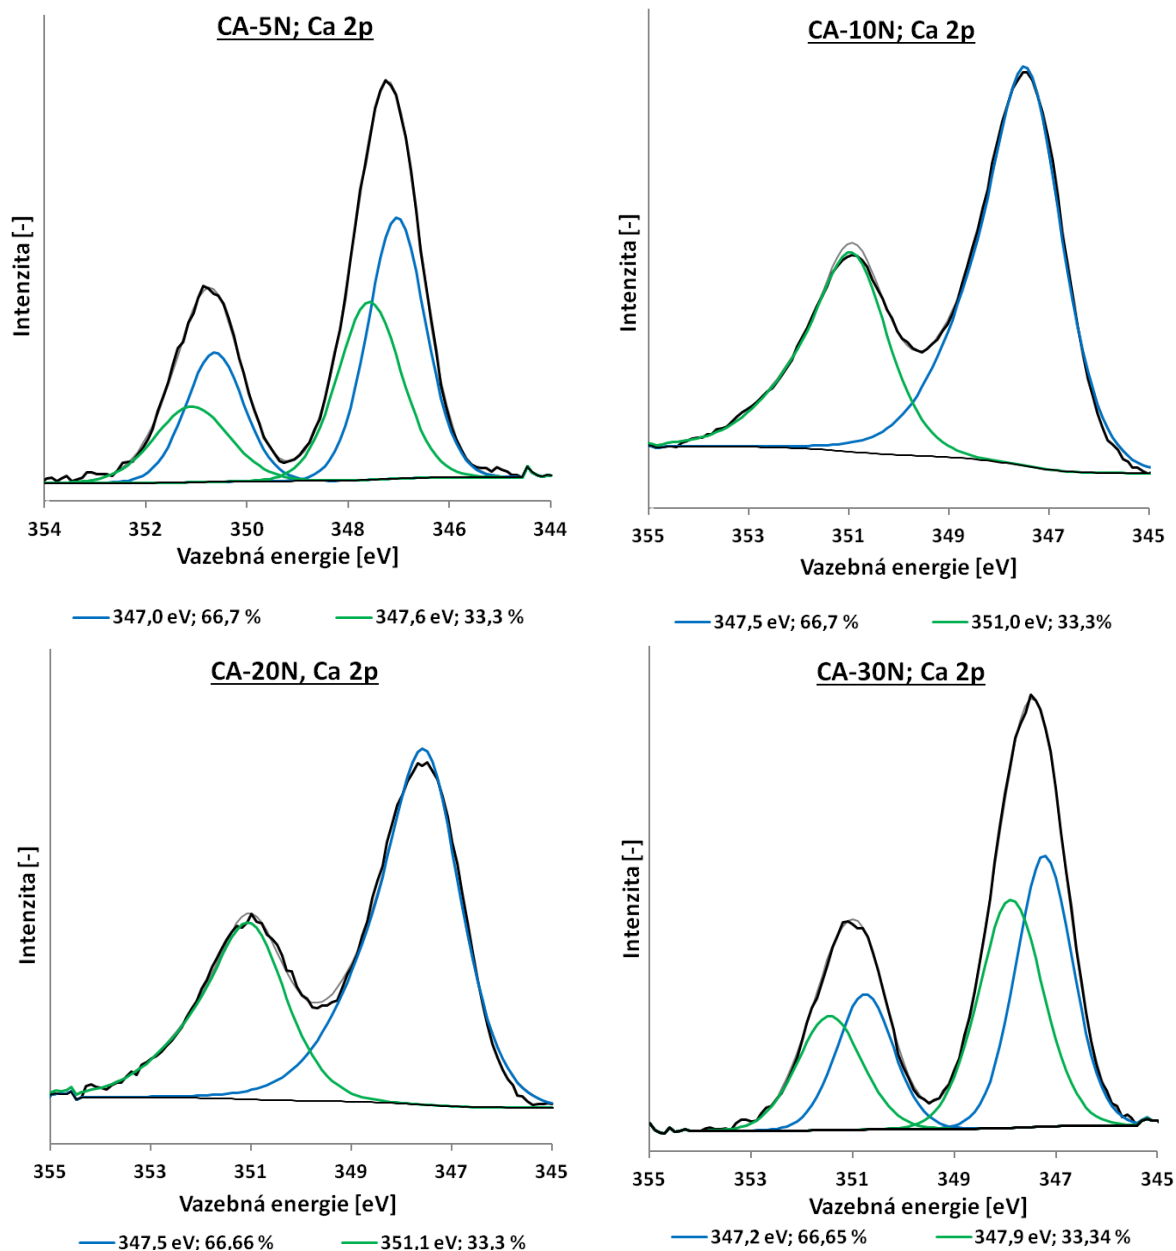 CA-5N; Ca 2p
Intenzita [-]
354 352 350 348 346 344
Vazebná energie [eV]
347,0 eV; 66,7 % 347,6 eV; 33,3 %
CA-10N; Ca 2p
Intenzita [-]
355 353 351 349 347 345
Vazebná energie [eV]
347,5 eV; 66,7 % 351,0 eV; 33,3%
CA-20N, Ca 2p
Intenzita [-]
355 353 351 349 347 345
Vazebná energie [eV]
347,5 eV; 66,66 % 351,1 eV; 33,3 %
CA-30N; Ca 2p
Intenzita [-]
355 353 351 349 347 345
Vazebná energie [eV]
347,2 eV; 66,65 % 347,9 eV; 33,34 %